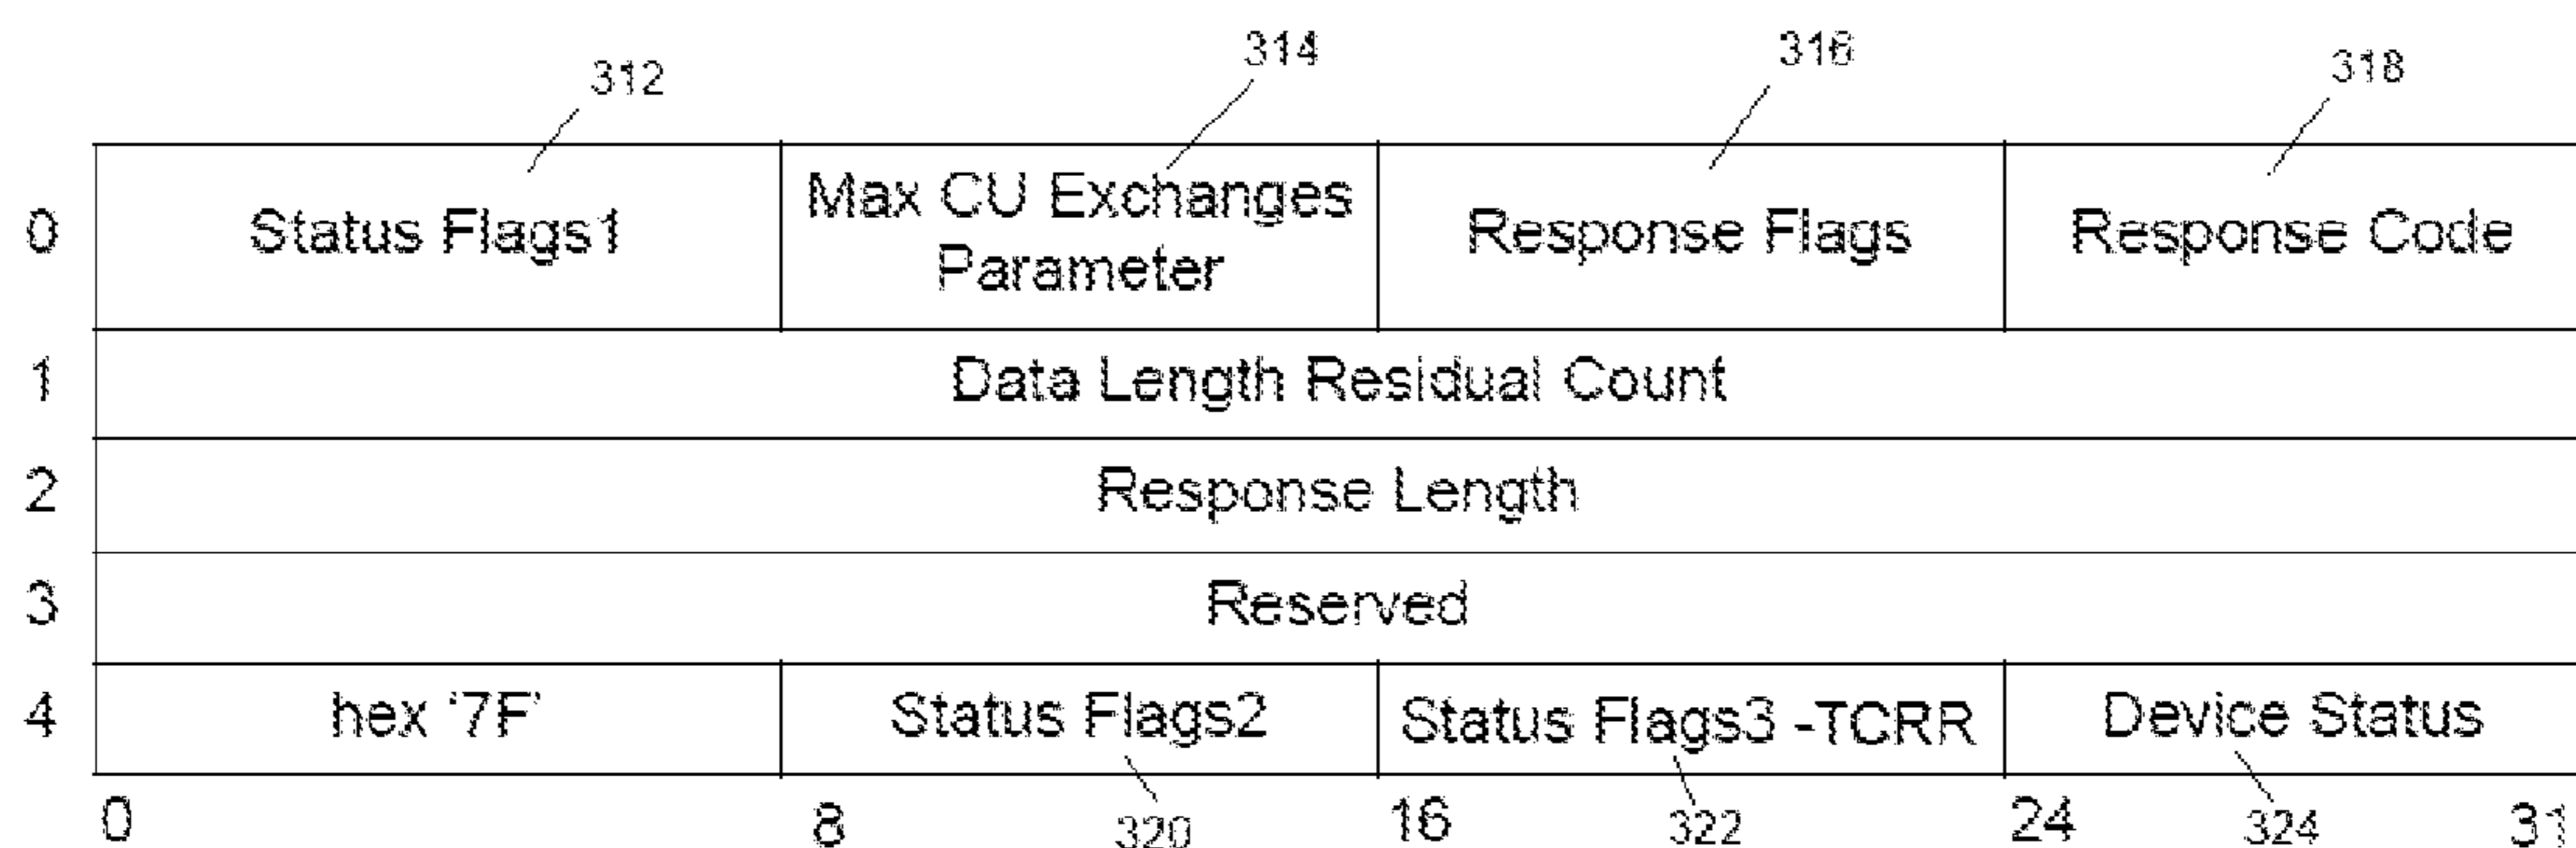 312
314
316
318
0
Status Flags1
Max CU Exchanges
Parameter
Response Flags
Response Code
1
Data Length Residual Count
2
Response Length
3
Reserved
4
hex ‘7F’
Status Flags2
Status Flags3 -TCRR
Device Status
0
8
320
16
322
24
324
31